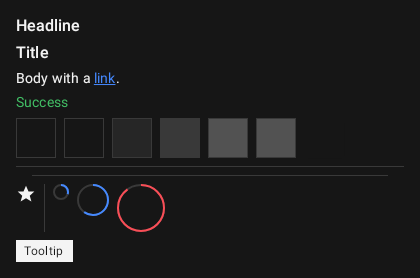 Headline
Title
Body with a link.
Success
Tooltip